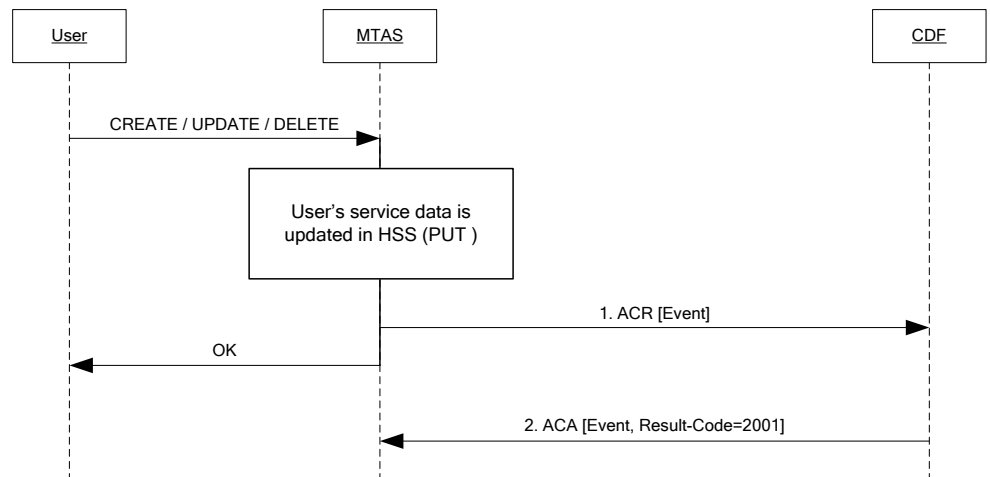 User
MTAS
CDF
CREATE / UPDATE / DELETE
User's service data is
updated in HSS (PUT )
1. ACR [Event]
OK
2. ACA [Event, Result-Code=2001]